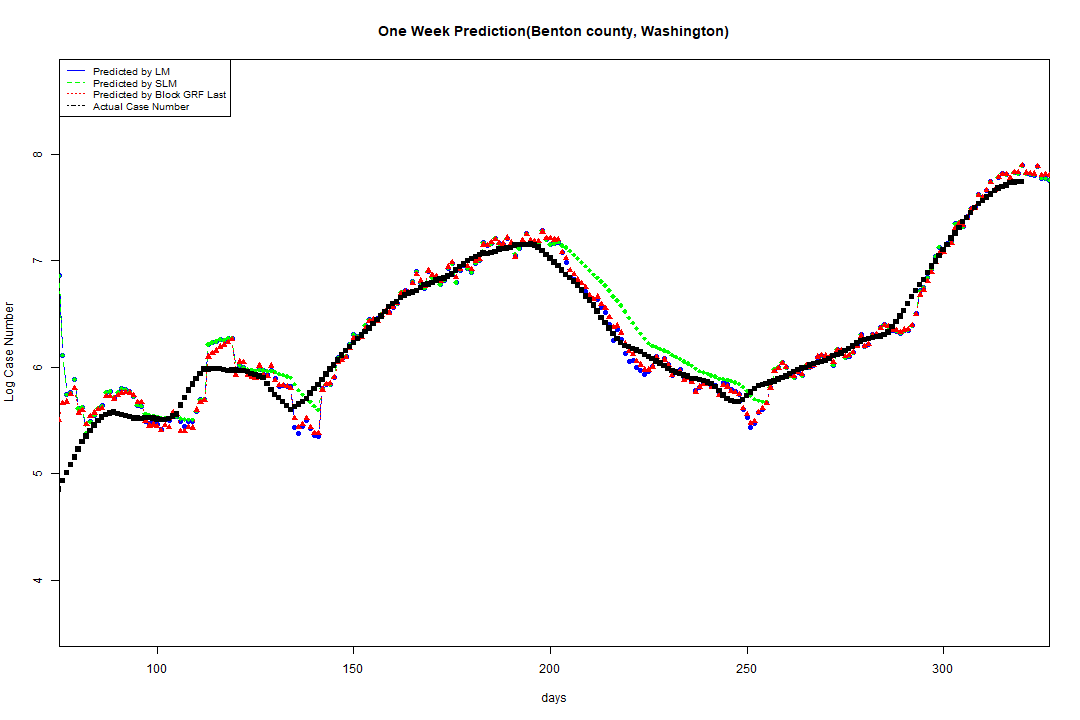 One Week Prediction(Benton county, Washington)
Predicted by LM
Predicted by SLM
Predicted by Block GRF Last
Actual Case Number
8
7
6
5
4
Log Case Number
100 150 200 250 300
days